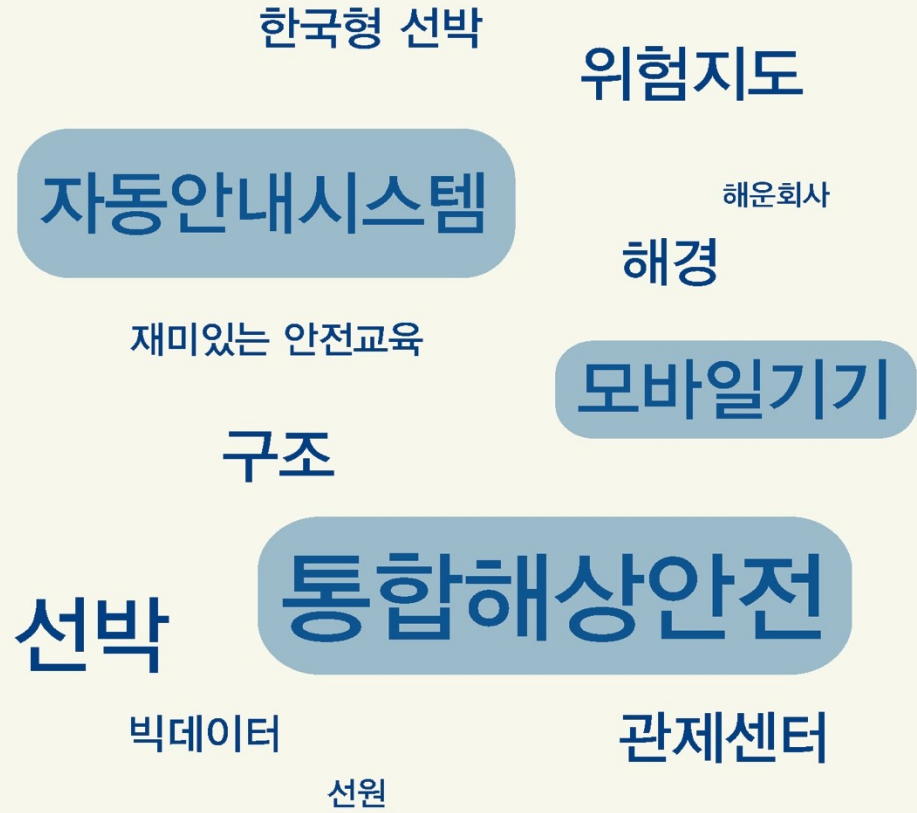 한국형 선박
위험지도
자동안내시스템
해운회사
해경
재미있는 안전교육
모바일기기
구조
통합해상안전
선박
빅데이터
관제센터
선원